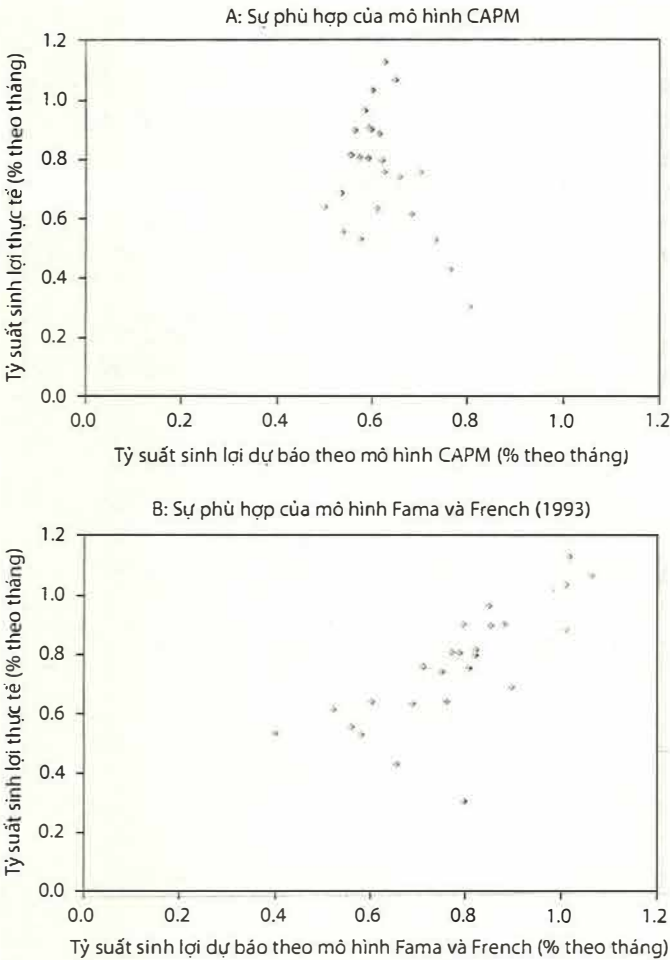 A: Sự phù hợp của mô hình CAPM
Tỷ suất sinh lợi thực tế (% theo tháng)
1.2
1.0
0.8
0.6
0.4
0.2
0.0
0.0 0.2 0.4 0.6 0.8 1.0 1.2
Tỷ suất sinh lợi dự báo theo mô hình CAPM (% theo tháng)
B: Sự phù hợp của mô hình Fama và French (1993)
Tỷ suất sinh lợi thực tế (% theo tháng)
1.2
1.0
0.8
0.6
0.4
0.2
0.0
0.0 0.2 0.4 0.6 0.8 1.0 1.2
Tỷ suất sinh lợi dự báo theo mô hình Fama và French (% theo tháng)